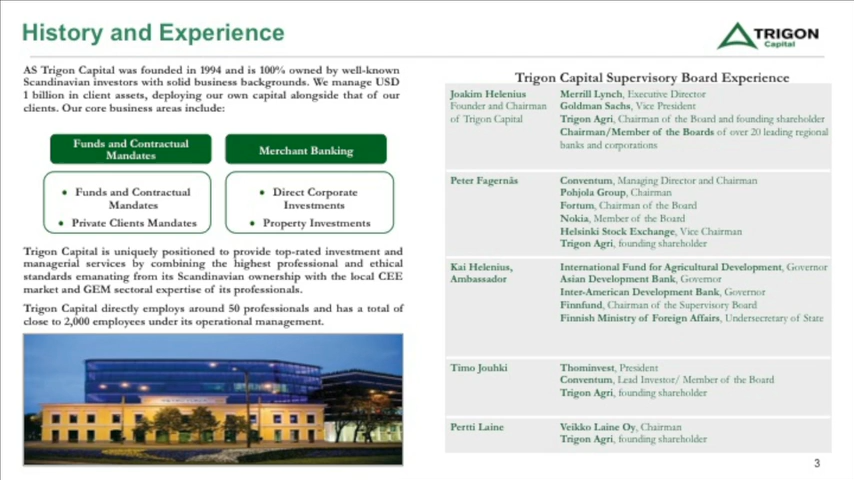 History and Experience
TRIGON
Capital
AS Trigon Capital was founded in 1994 and is 100% owned by well-known
Scandinavian investors with solid business backgrounds. We manage USD
1 billion in client assets, deploying our own capital alongside that of our
clients. Our core business areas include:
Funds and Contractual
Mandates
Merchant Banking
• Funds and Contractual
Mandates
• Private Clients Mandates
• Direct Corporate
Investments
• Property Investments
Trigon Capital is uniquely positioned to provide top-rated investment and
managerial services by combining the highest professional and ethical
standards emanating from its Scandinavian ownership with the local CEE
market and GEM sectoral expertise of its professionals.
Trigon Capital directly employs around 50 professionals and has a total of
close to 2,000 employees under its operational management.
Trigon Capital Supervisory Board Experience
Joakim Helenius
Founder and Chairman
of Trigon Capital
Merrill Lynch, Executive Director
Goldman Sachs, Vice President
Trigon Agri, Chairman of the Board and founding shareholder
Chairman/Member of the Boards of over 20 leading regional
banks and corporations
Peter Fagernäs
Conventum, Managing Director and Chairman
Pohjola Group, Chairman
Fortum, Chairman of the Board
Nokia, Member of the Board
Helsinki Stock Exchange, Vice Chairman
Trigon Agri, founding shareholder
Kai Helenius,
Ambassador
International Fund for Agricultural Development, Governor
Asian Development Bank, Governor
Inter-American Development Bank, Governor
Finnfund, Chairman of the Supervisory Board
Finnish Ministry of Foreign Affairs, Undersecretary of State
Timo Jouhki
Thominvest, President
Conventum, Lead Investor/ Member of the Board
Trigon Agri, founding shareholder
Pertti Laine
Veikko Laine Oy, Chairman
Trigon Agri, founding shareholder
3